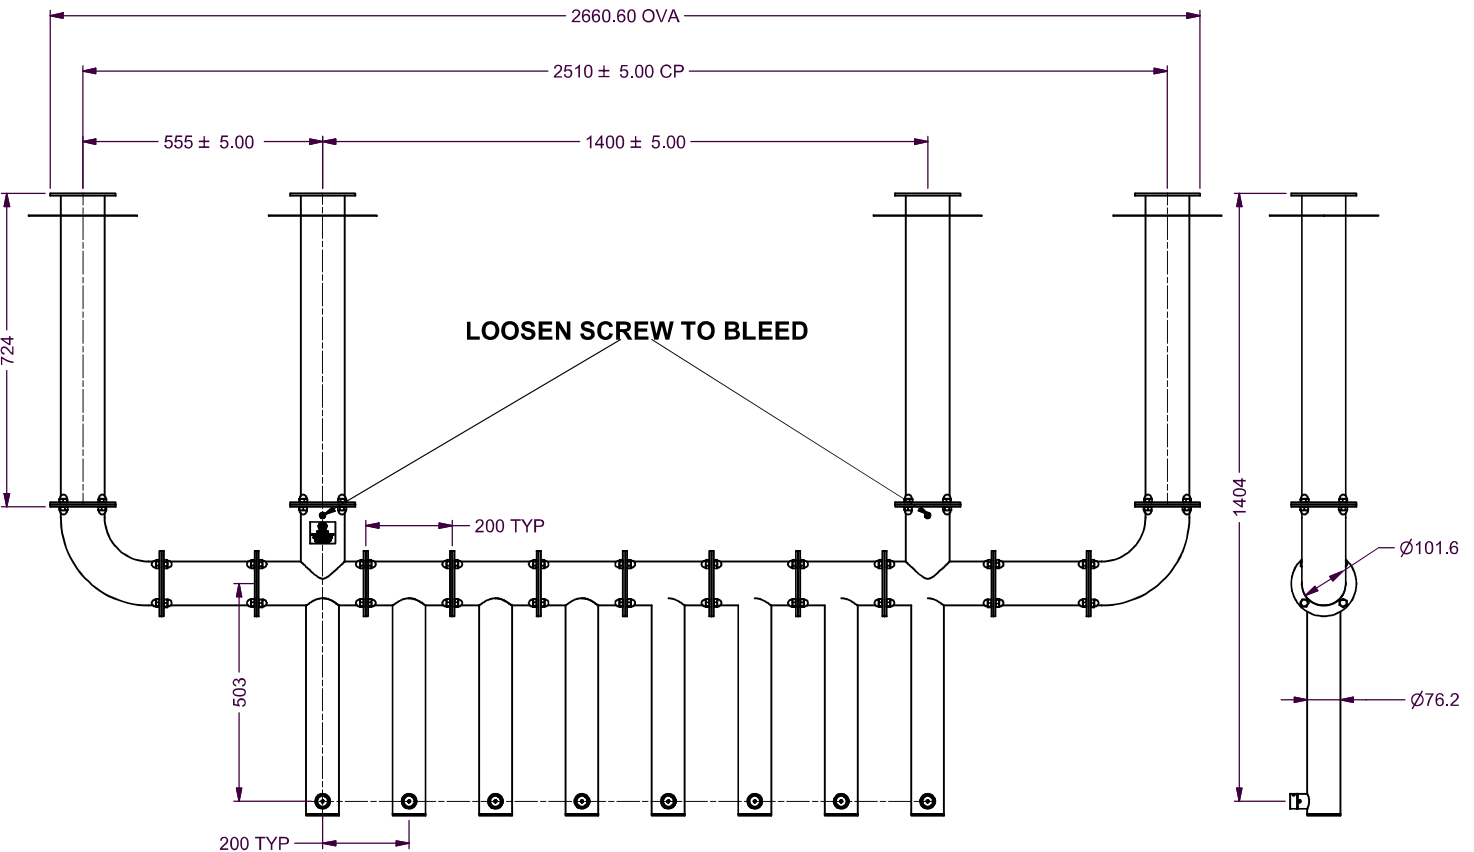 2660.60 OVA
2510 ± 5.00 CP
555 ± 5.00
1400 ± 5.00
LOOSEN SCREW TO BLEED
724
1404
200 TYP
Ø101.6
503
Ø76.2
200 TYP